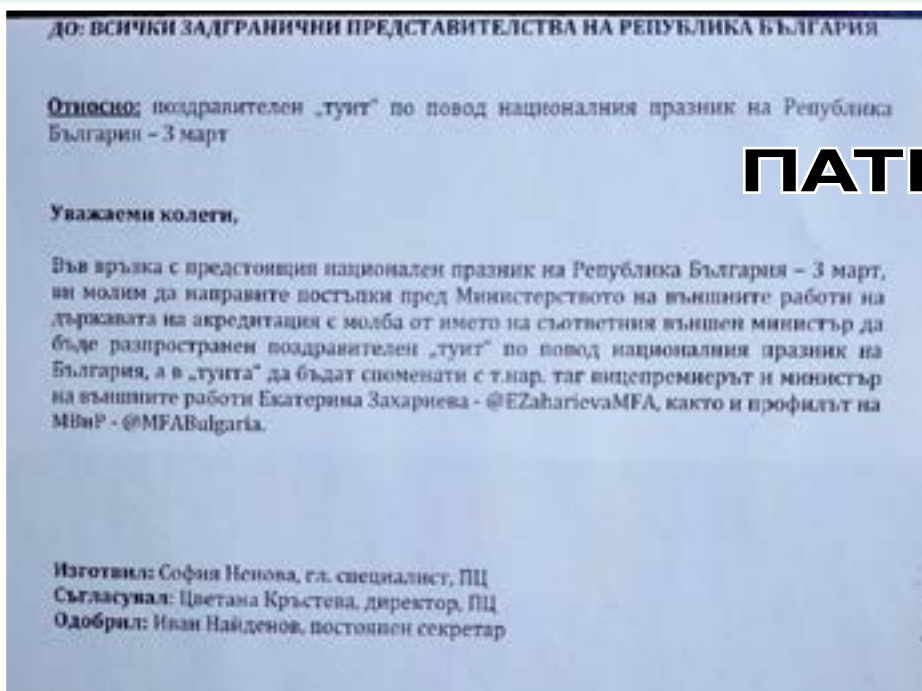 ДО: ВСИЧКИ ЗАДГРАНИЧНИ ПРЕДСТАВИТЕЛСТВА НА РЕПУБЛИКА БЪЛГАРИЯ
Относно: поздравителен „туит“ по повод националния празник на Република
България – 3 март
ПАТ
Уважаеми колеги,
Във връзка с предстоящия национален празник на Република България – 3 март,
ви молим да направите постъпки пред Министерството на външните работи на
държавата на акредитация с молба от името на съответния външен министър да
бъде разпространен поздравителен „туит“ по повод националния празник на
България, а в „туита“ да бъдат споменати с т.нар. таг вицепремиерът и министър
на външните работи Екатерина Захариева - @EZaharievaMFA, както и профилът на
МВнР - @MFABulgaria.
Изготвил: София Ненова, гл. специалист, ПЦ
Съгласувал: Цветана Кръстева, директор, ПЦ
Одобрил: Иван Найденов, постоянен секретар